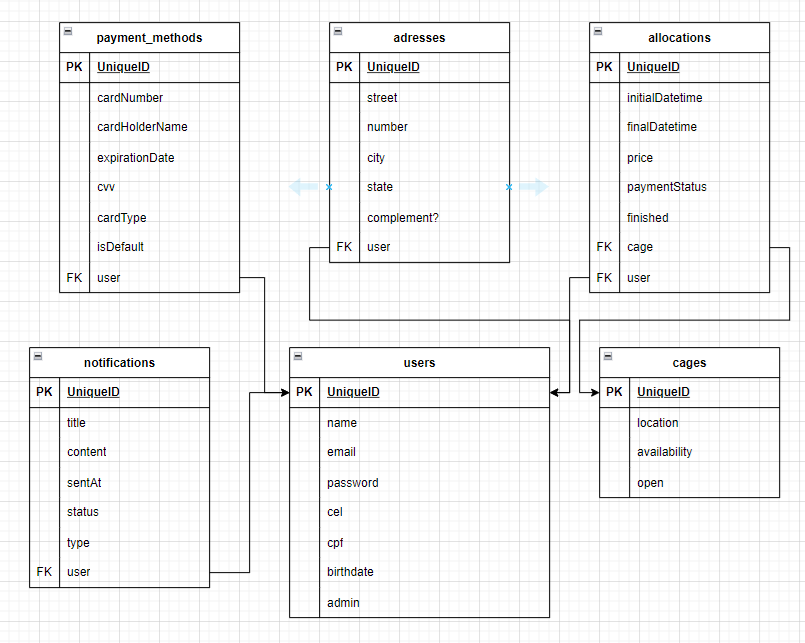 payment_methods
PK UniqueID
cardNumber
cardHolderName
expirationDate
cvv
cardType
isDefault
FK user
adresses
PK UniqueID
street
number
city
state
complement?
FK user
allocations
PK UniqueID
initialDatetime
finalDatetime
price
paymentStatus
finished
FK cage
FK user
notifications
PK UniqueID
title
content
sentAt
status
type
FK user
users
PK UniqueID
name
email
password
cel
cpf
birthdate
admin
cages
PK UniqueID
location
availability
open